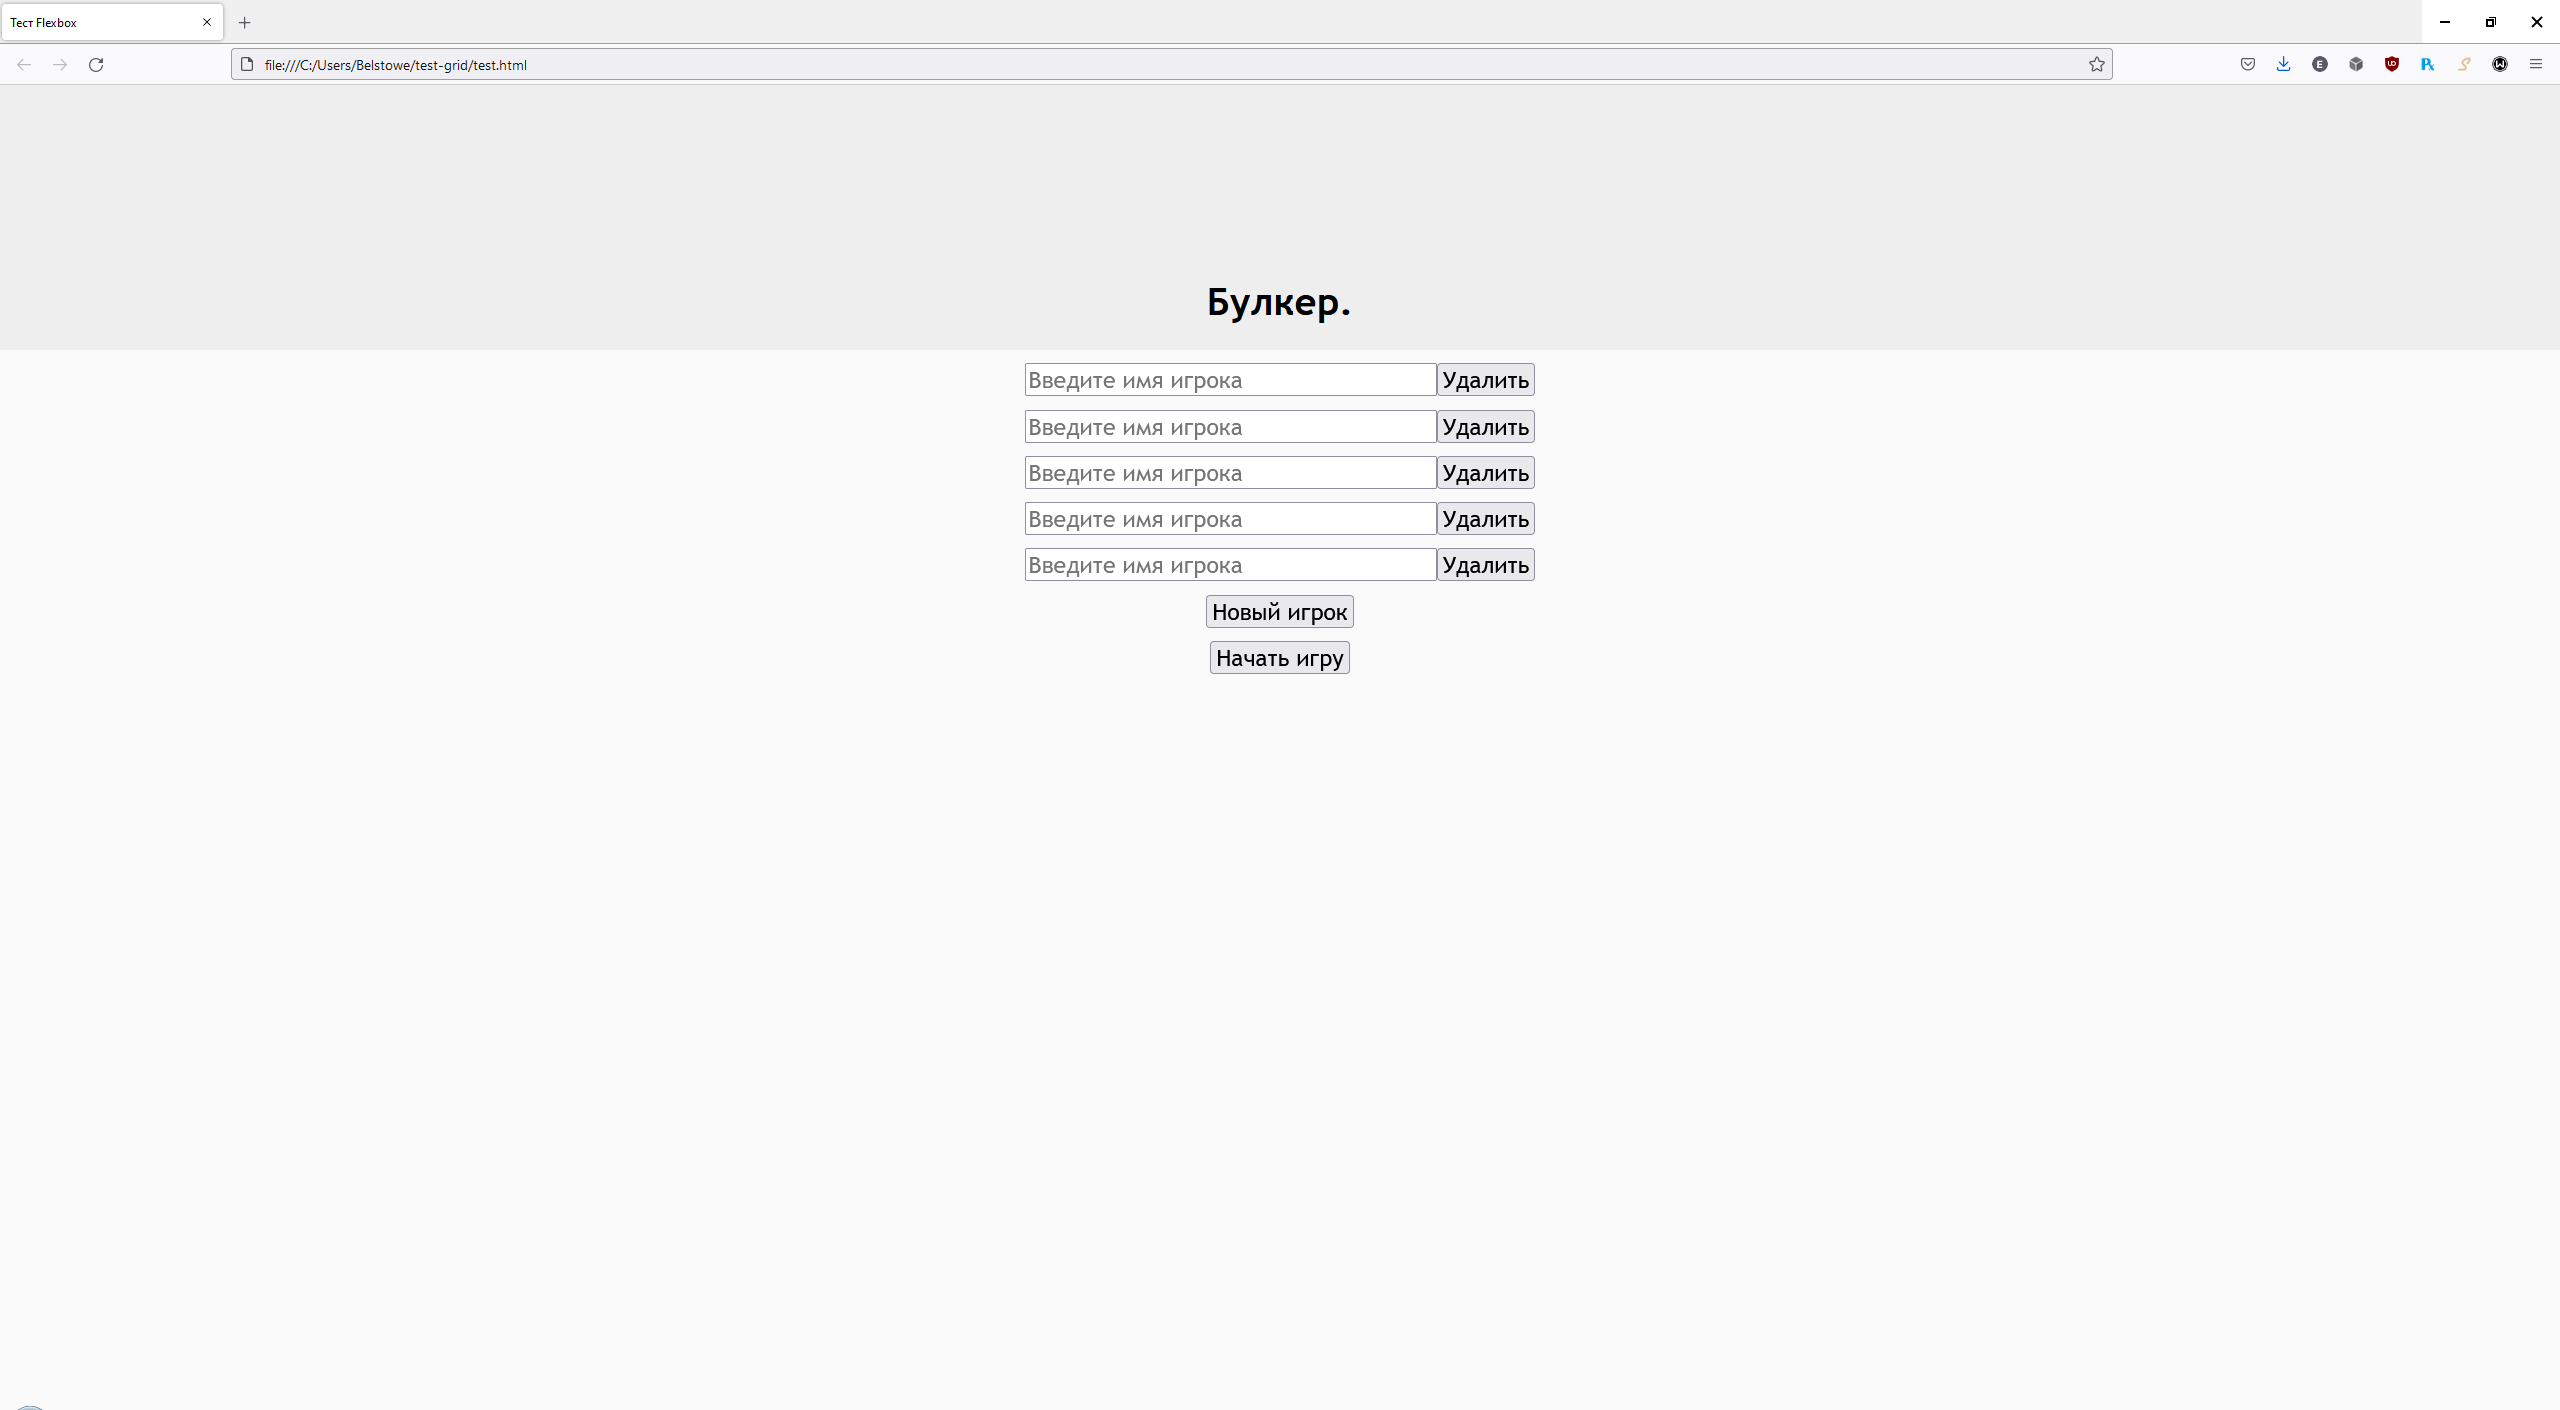 Тест Flexbox
file:///C:/Users/Belstowe/test-grid/test.html
Булкер.
Введите имя игрока Удалить
Введите имя игрока Удалить
Введите имя игрока Удалить
Введите имя игрока Удалить
Введите имя игрока Удалить
Новый игрок
Начать игру